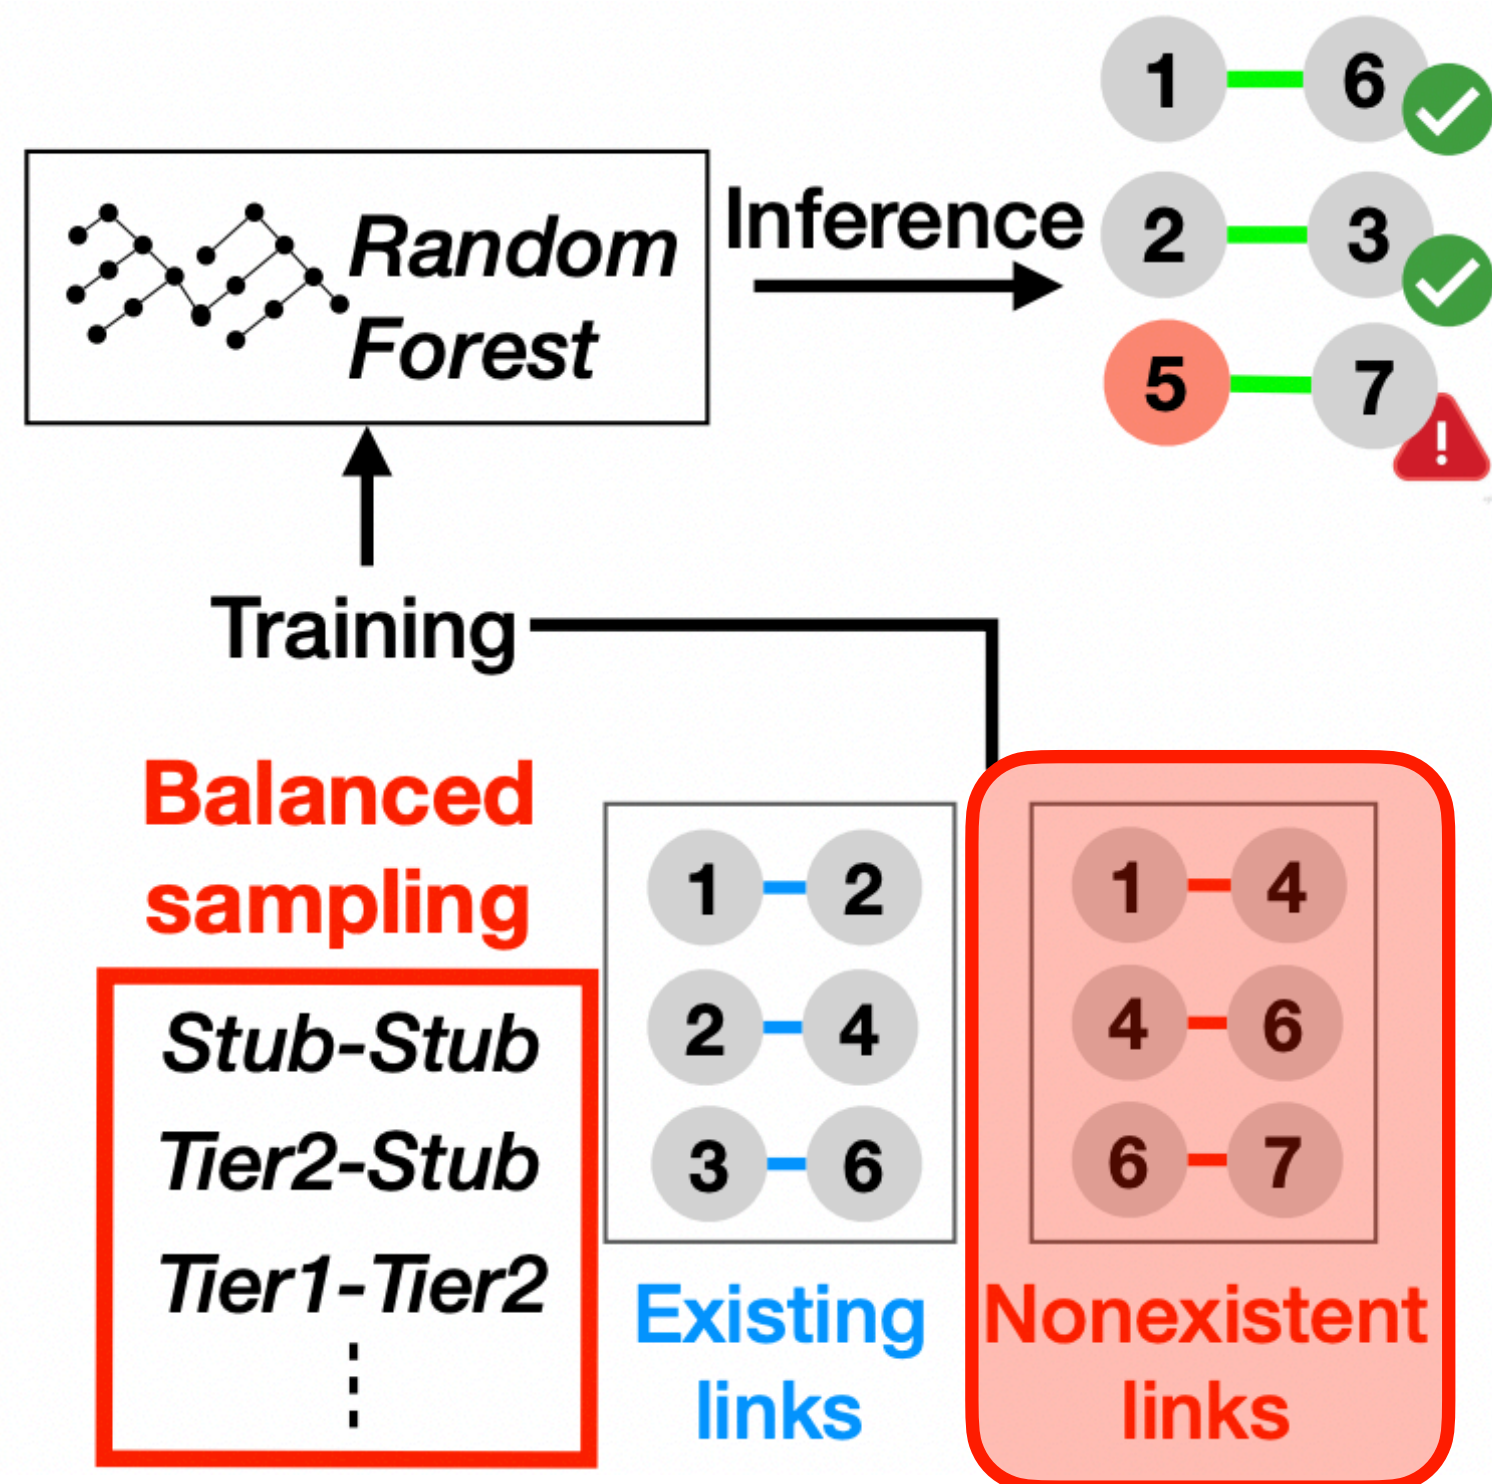 1 6
Random
Forest
Inference
2 3
5 7
!
Training
Balanced
sampling
Stub-Stub
Tier2-Stub
Tier1-Tier2
1 2
2 4
3 6
Existing
links
1 4
4 6
6 7
Nonexistent
links